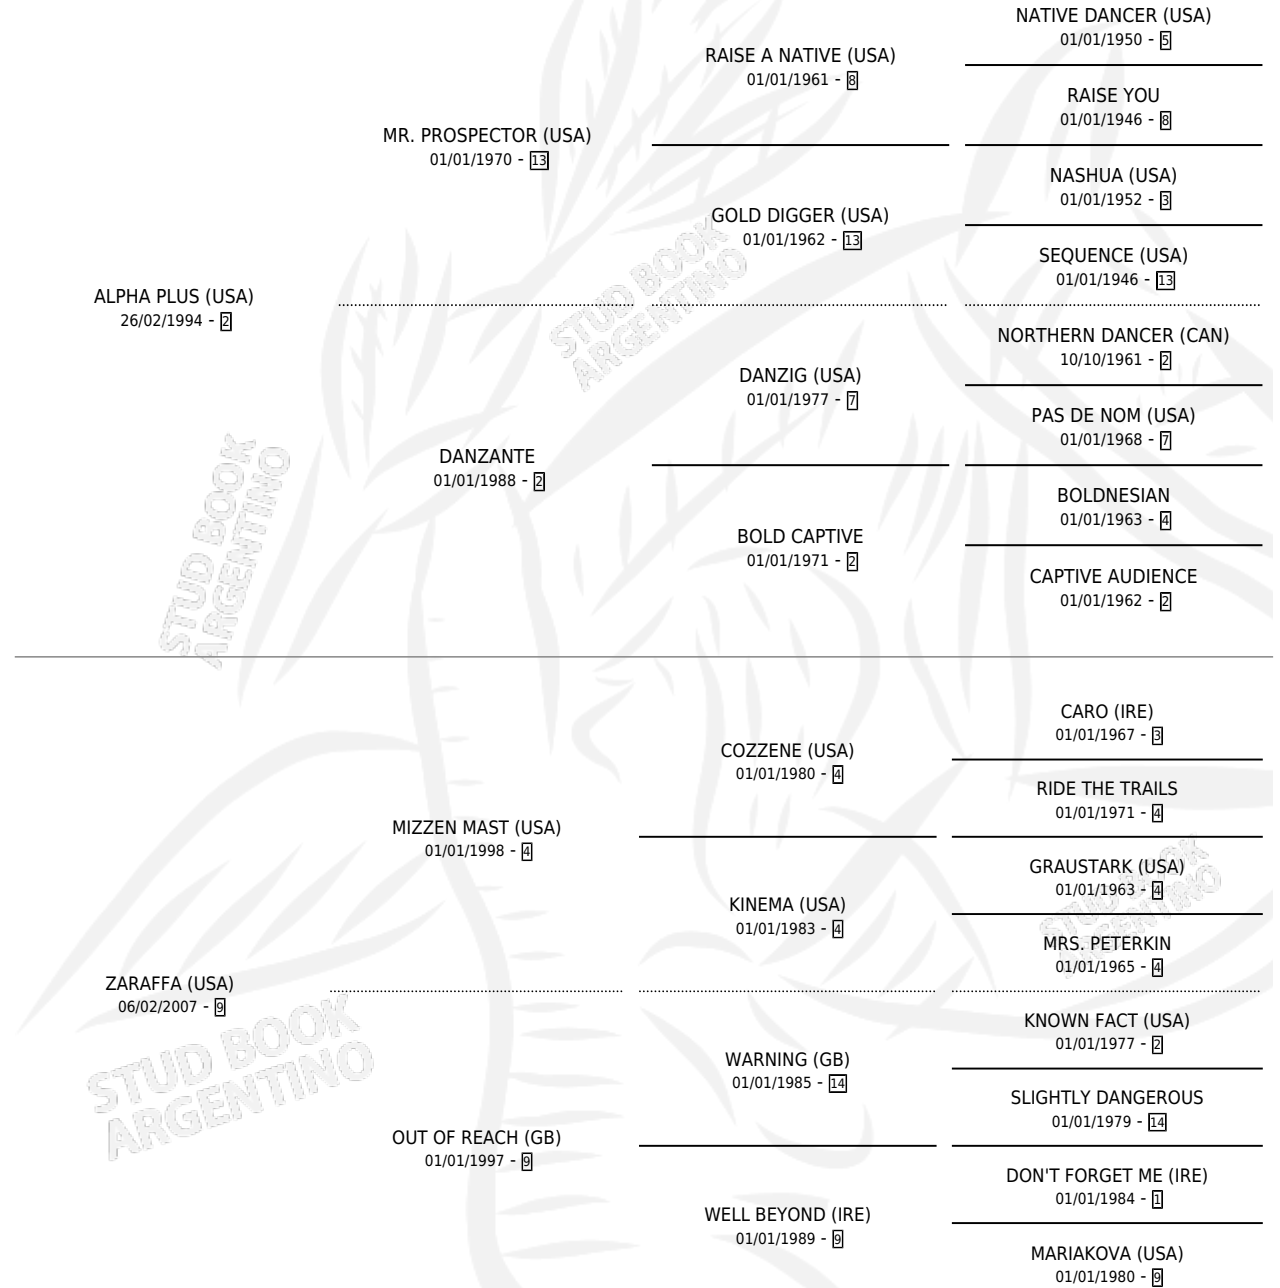 NATIVE DANCER (USA)
01/01/1950 - 5
RAISE A NATIVE (USA)
01/01/1961 - 8
RAISE YOU
01/01/1946 - 8
MR. PROSPECTOR (USA)
01/01/1970 - 13
NASHUA (USA)
01/01/1952 - 3
GOLD DIGGER (USA)
01/01/1962 - 13
SEQUENCE (USA)
01/01/1946 - 13
ALPHA PLUS (USA)
26/02/1994 - 2
STUD BOOK
ARGENTINO
NORTHERN DANCER (CAN)
10/10/1961 - 2
DANZIG (USA)
01/01/1977 - 7
PAS DE NOM (USA)
01/01/1968 - 7
DANZANTE
01/01/1988 - 2
BOLDNESIAN
01/01/1963 - 4
BOLD CAPTIVE
01/01/1971 - 2
CAPTIVE AUDIENCE
01/01/1962 - 2
STUD BOOK
ARGENTINO
CARO (IRE)
01/01/1967 - 3
COZZENE (USA)
01/01/1980 - 4
RIDE THE TRAILS
01/01/1971 - 4
MIZZEN MAST (USA)
01/01/1998 - 4
GRAUSTARK (USA)
01/01/1963 - 4
KINEMA (USA)
01/01/1983 - 4
MRS. PETERKIN
01/01/1965 - 4
STUD BOOK
ARGENTINO
ZARAFFA (USA)
06/02/2007 - 9
KNOWN FACT (USA)
01/01/1977 - 2
WARNING (GB)
01/01/1985 - 14
SLIGHTLY DANGEROUS
01/01/1979 - 14
STUD BOOK
ARGENTINO
OUT OF REACH (GB)
01/01/1997 - 9
DON'T FORGET ME (IRE)
01/01/1984 - 1
WELL BEYOND (IRE)
01/01/1989 - 9
MARIAKOVA (USA)
01/01/1980 - 9